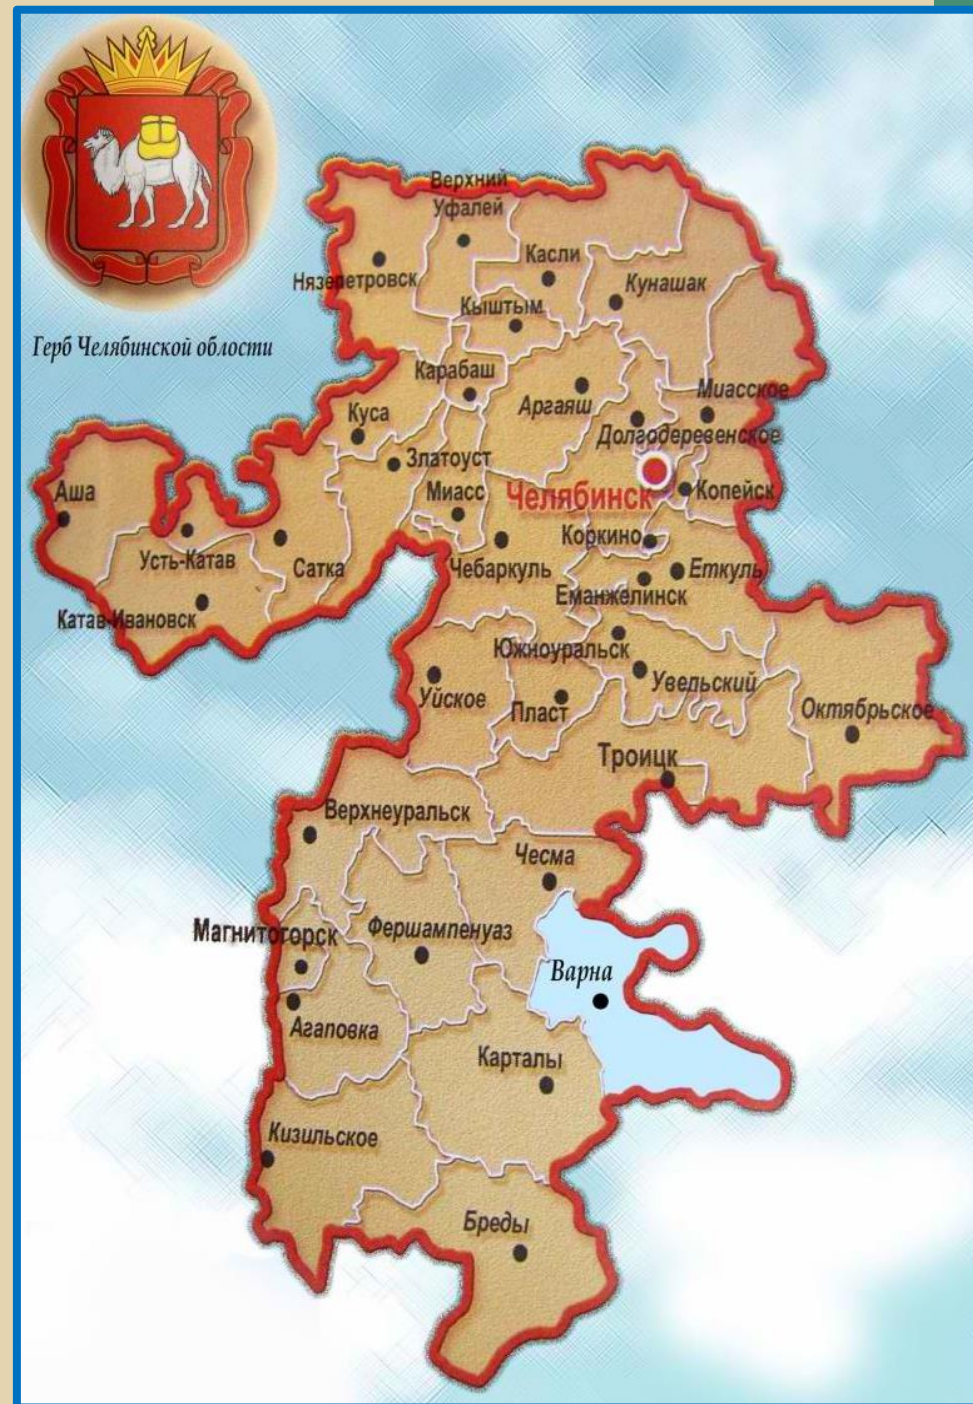 Герб Челябинской области
Верхний
Уфалей
Касли
Нязепетровск
Кунашак
Кыштым
Карабаш
Аргаяш
Миасское
Куса
Долгодеревенское
Златоуст
Аша
Миасс
Челябинск
Копейск
Коркино
Усть-Катав
Сатка
Чебаркуль
Еткуль
Еманжелинск
Катав-Ивановск
Южноуральск
Уйское
Увельский
Пласт
Октябрьское
Троицк
Верхнеуральск
Чесма
Магнитогорск
Фершампенуаз
Варна
Агаповка
Карталы
Кизильское
Бреды